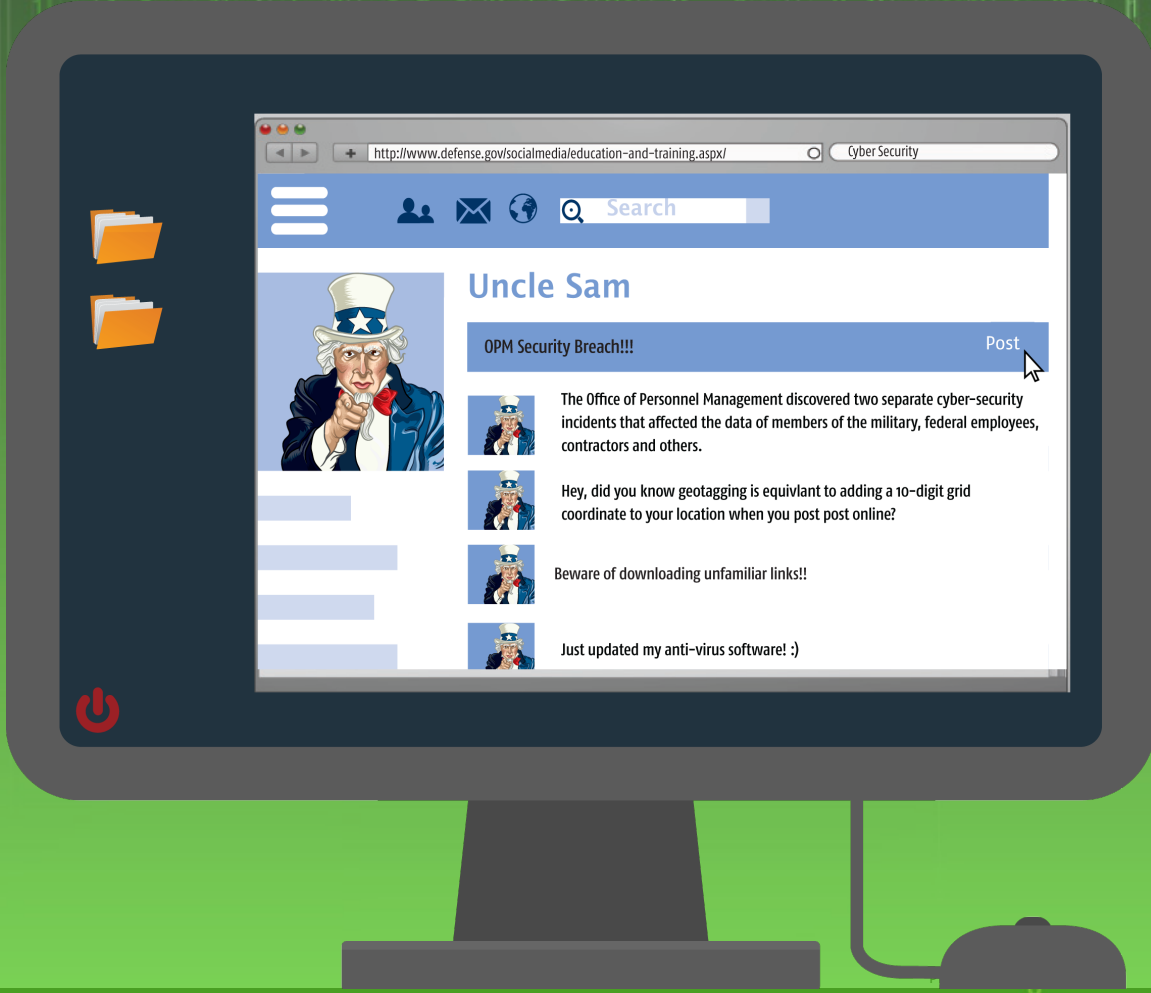 http://www.defense.gov/socialmedia/education-and-training.aspx/
Cyber Security
Search
Uncle Sam
OPM Security Breach!!!
Post
The Office of Personnel Management discovered two separate cyber-security
incidents that affected the data of members of the military, federal employees,
contractors and others.
Hey, did you know geotagging is equivlant to adding a 10-digit grid
coordinate to your location when you post post online?
Beware of downloading unfamiliar links!!
Just updated my anti-virus software! :)